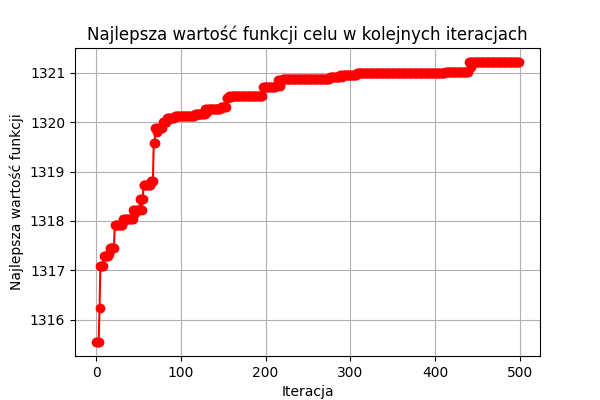 Najlepsza wartość funkcji celu w kolejnych iteracjach
Najlepsza wartość funkcji
1321
1320
1319
1318
1317
1316
0 100 200 300 400 500
Iteracja